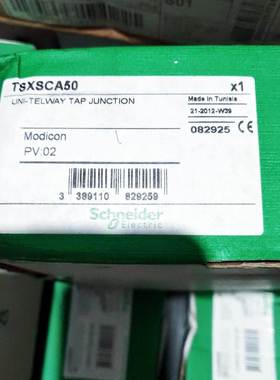 TSXSCA50 x1
UNI-TELWAY TAP JUNCTION
Made in Tunisia
21-2012-W39
082925
Modicon
PV:02
3 389110 829259
Schneider
Electric